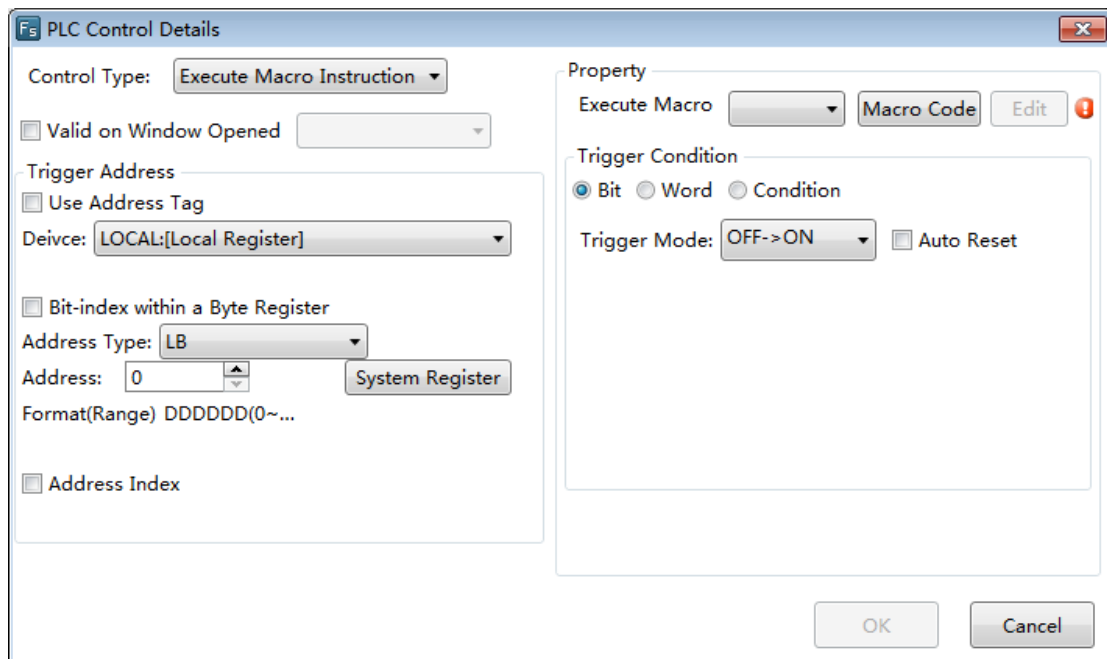 Fs PLC Control Details
Control Type: Execute Macro Instruction
Valid on Window Opened
Trigger Address
Use Address Tag
Deivce: LOCAL:[Local Register]
Bit-index within a Byte Register
Address Type: LB
Address: 0 System Register
Format(Range) DDDDDD(0~...
Address Index
Property
Execute Macro Macro Code Edit
Trigger Condition
Bit Word Condition
Trigger Mode: OFF->ON Auto Reset
OK Cancel